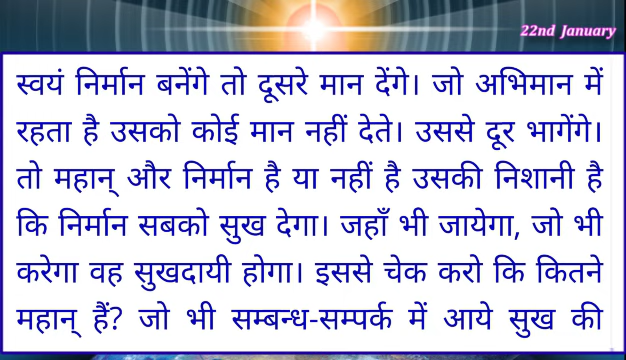 22nd January
स्वयं निर्मान बनेंगे तो दूसरे मान देंगे। जो अभिमान में
रहता है उसको कोई मान नहीं देते। उससे दूर भागेंगे।
तो महान् और निर्मान है या नहीं है उसकी निशानी है
कि निर्मान सबको सुख देगा। जहाँ भी जायेगा, जो भी
करेगा वह सुखदायी होगा। इससे चेक करो कि कितने
महान् हैं? जो भी सम्बन्ध-सम्पर्क में आये सुख की